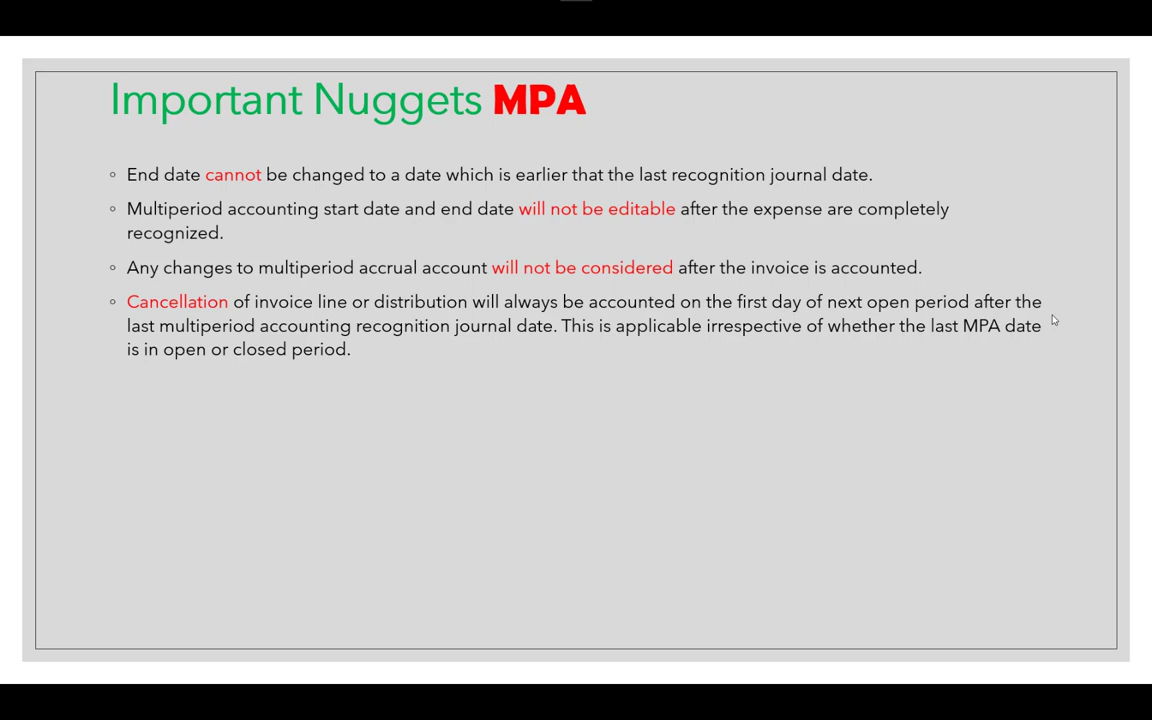 Important Nuggets MPA
◦ End date cannot be changed to a date which is earlier that the last recognition journal date.
◦ Multiperiod accounting start date and end date will not be editable after the expense are completely
recognized.
◦ Any changes to multiperiod accrual account will not be considered after the invoice is accounted.
◦ Cancellation of invoice line or distribution will always be accounted on the first day of next open period after the
last multiperiod accounting recognition journal date. This is applicable irrespective of whether the last MPA date
is in open or closed period.